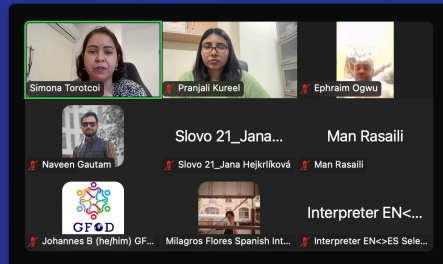 Simona Torotcoi
Pranjali Kureel
Ephraim Ogwu
Naveen Gautam
Slovo 21_Jana...
Slovo 21_Jana Hejkrlíková
Man Rasaili
Man Rasaili
GFOD
Johannes B (he/him) GF...
Milagros Flores Spanish Int...
Interpreter EN<...
Interpreter EN<>ES Sele...